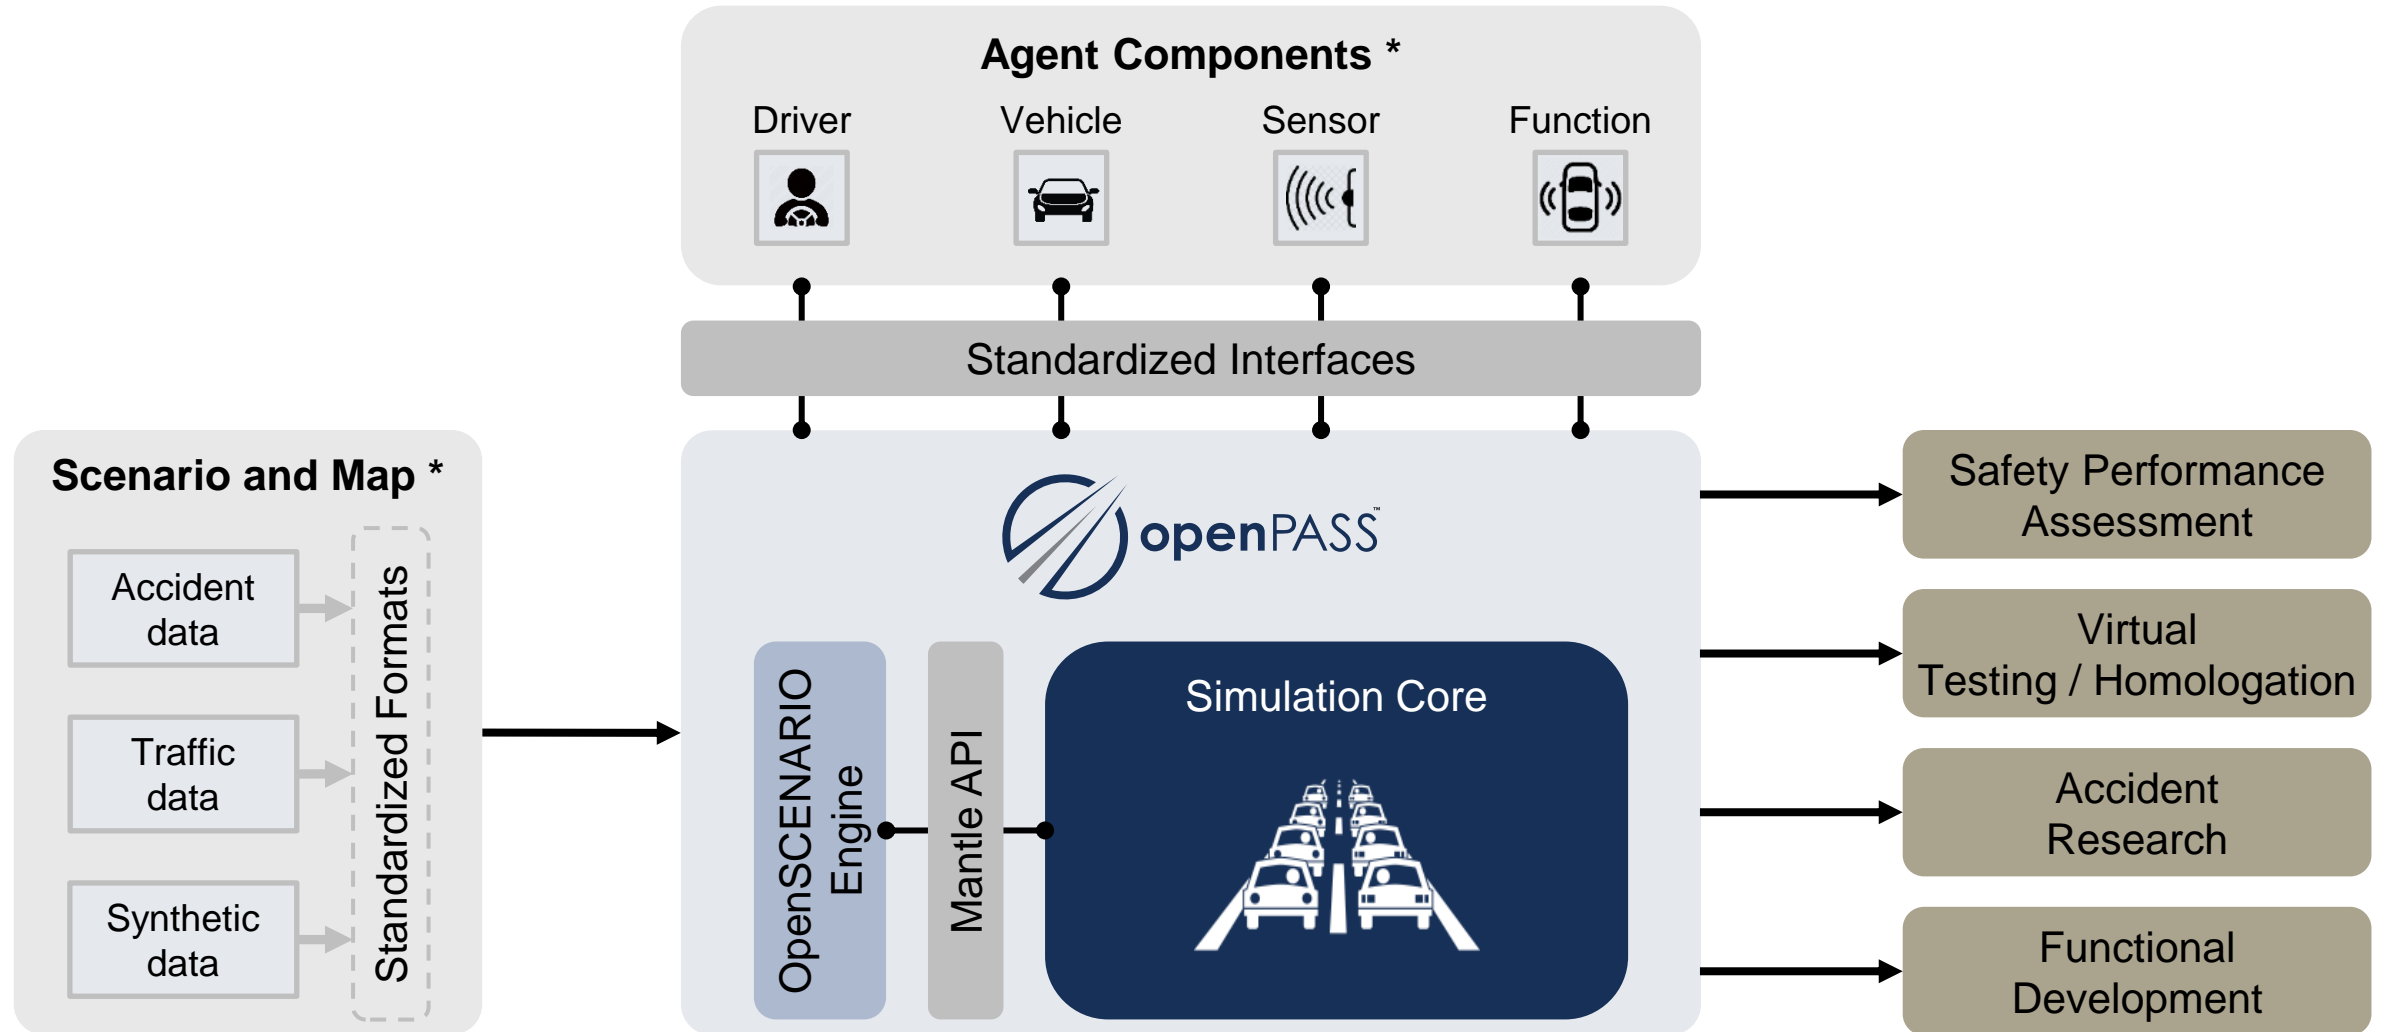 Agent Components *
Driver
Vehicle
Sensor
Function
Standardized Interfaces
Scenario and Map *
Accident
data
Traffic
data
Synthetic
data
Standardized Formats
openPASS™
OpenSCENARIO
Engine
Mantle API
Simulation Core
Safety Performance
Assessment
Virtual
Testing / Homologation
Accident
Research
Functional
Development